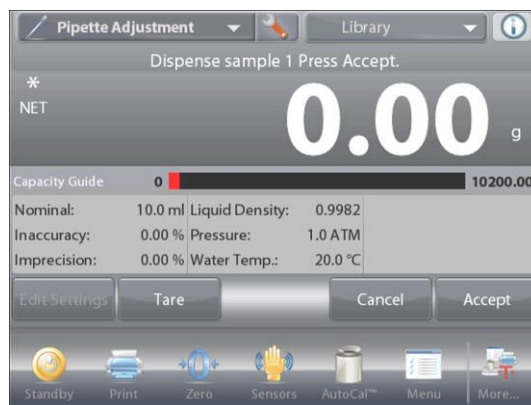 Pipette Adjustment Library
Dispense sample 1 Press Accept.
*
NET
0.00 g
Capacity Guide 0 10200.00
Nominal: 10.0 ml Liquid Density: 0.9982
Inaccuracy: 0.00 % Pressure: 1.0 ATM
Imprecision: 0.00 % Water Temp.: 20.0 °C
Edit Settings Tare Cancel Accept
Standby Print Zero Sensors AutoCal™ Menu More...